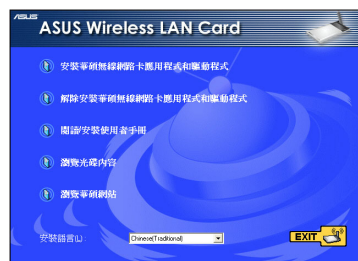 ASUS
ASUS Wireless LAN Card
安裝華碩無線網路卡應用程式和驅動程式
解除安裝華碩無線網路卡應用程式和驅動程式
閱讀/安裝使用者手冊
瀏覽光碟內容
瀏覽華碩網站
安裝語言(L):
Chinese(Traditional)
EXIT